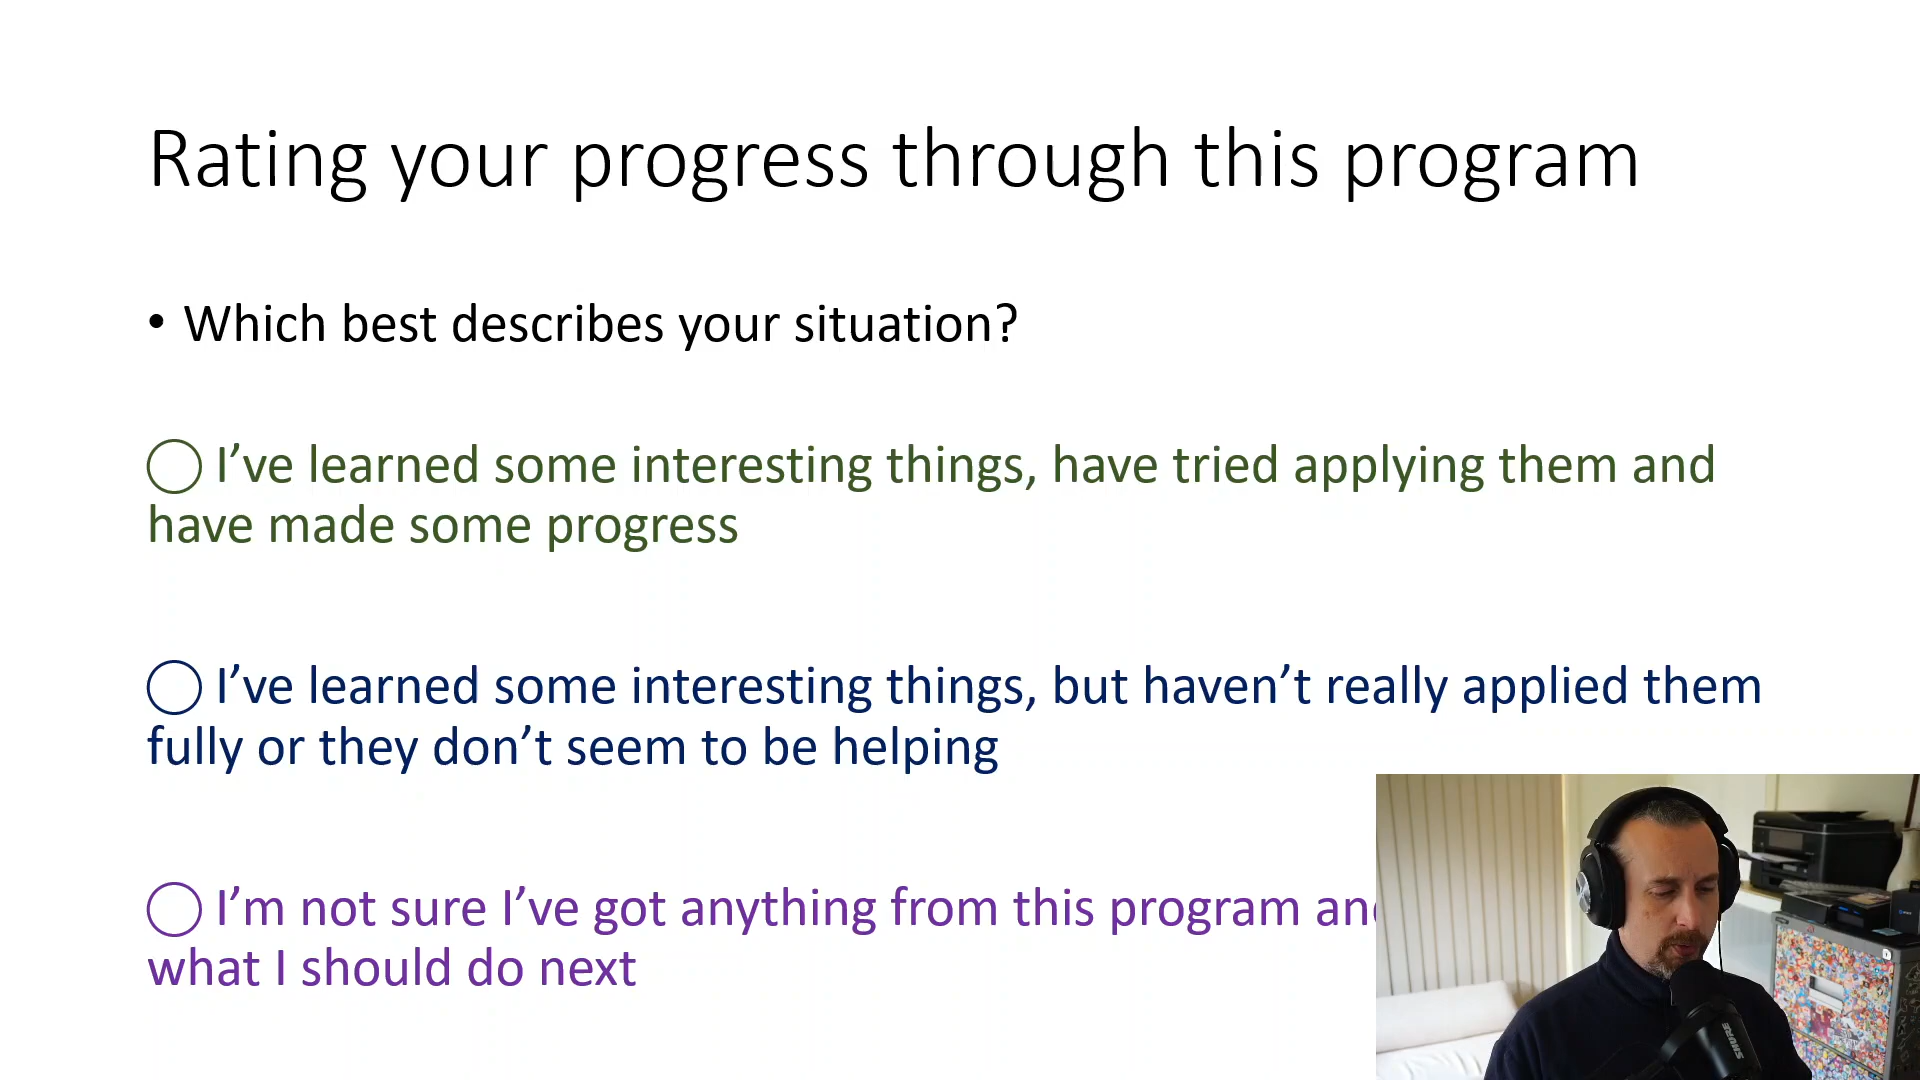 Rating your progress through this program
• Which best describes your situation?
◯ I’ve learned some interesting things, have tried applying them and
have made some progress
◯ I’ve learned some interesting things, but haven’t really applied them
fully or they don’t seem to be helping
◯ I’m not sure I’ve got anything from this program
what I should do next
SHURE